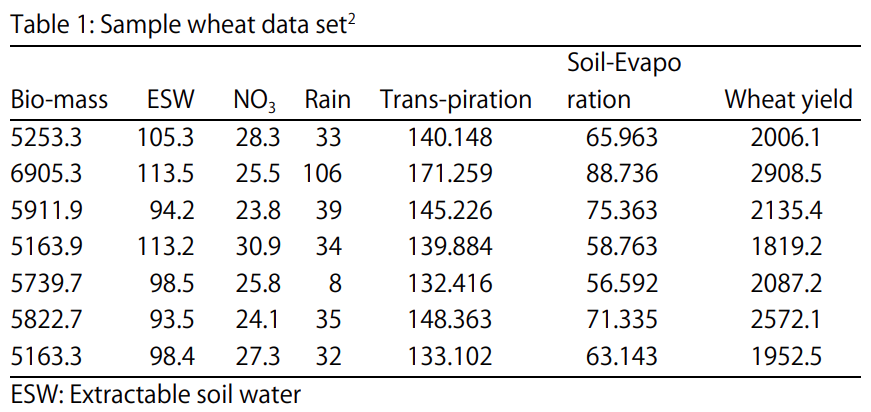 Table 1: Sample wheat data set2
Soil-Evapo
Bio-mass ESW NO3 Rain Trans-piration ration Wheat yield
5253.3 105.3 28.3 33 140.148 65.963 2006.1
6905.3 113.5 25.5 106 171.259 88.736 2908.5
5911.9 94.2 23.8 39 145.226 75.363 2135.4
5163.9 113.2 30.9 34 139.884 58.763 1819.2
5739.7 98.5 25.8 8 132.416 56.592 2087.2
5822.7 93.5 24.1 35 148.363 71.335 2572.1
5163.3 98.4 27.3 32 133.102 63.143 1952.5
ESW: Extractable soil water